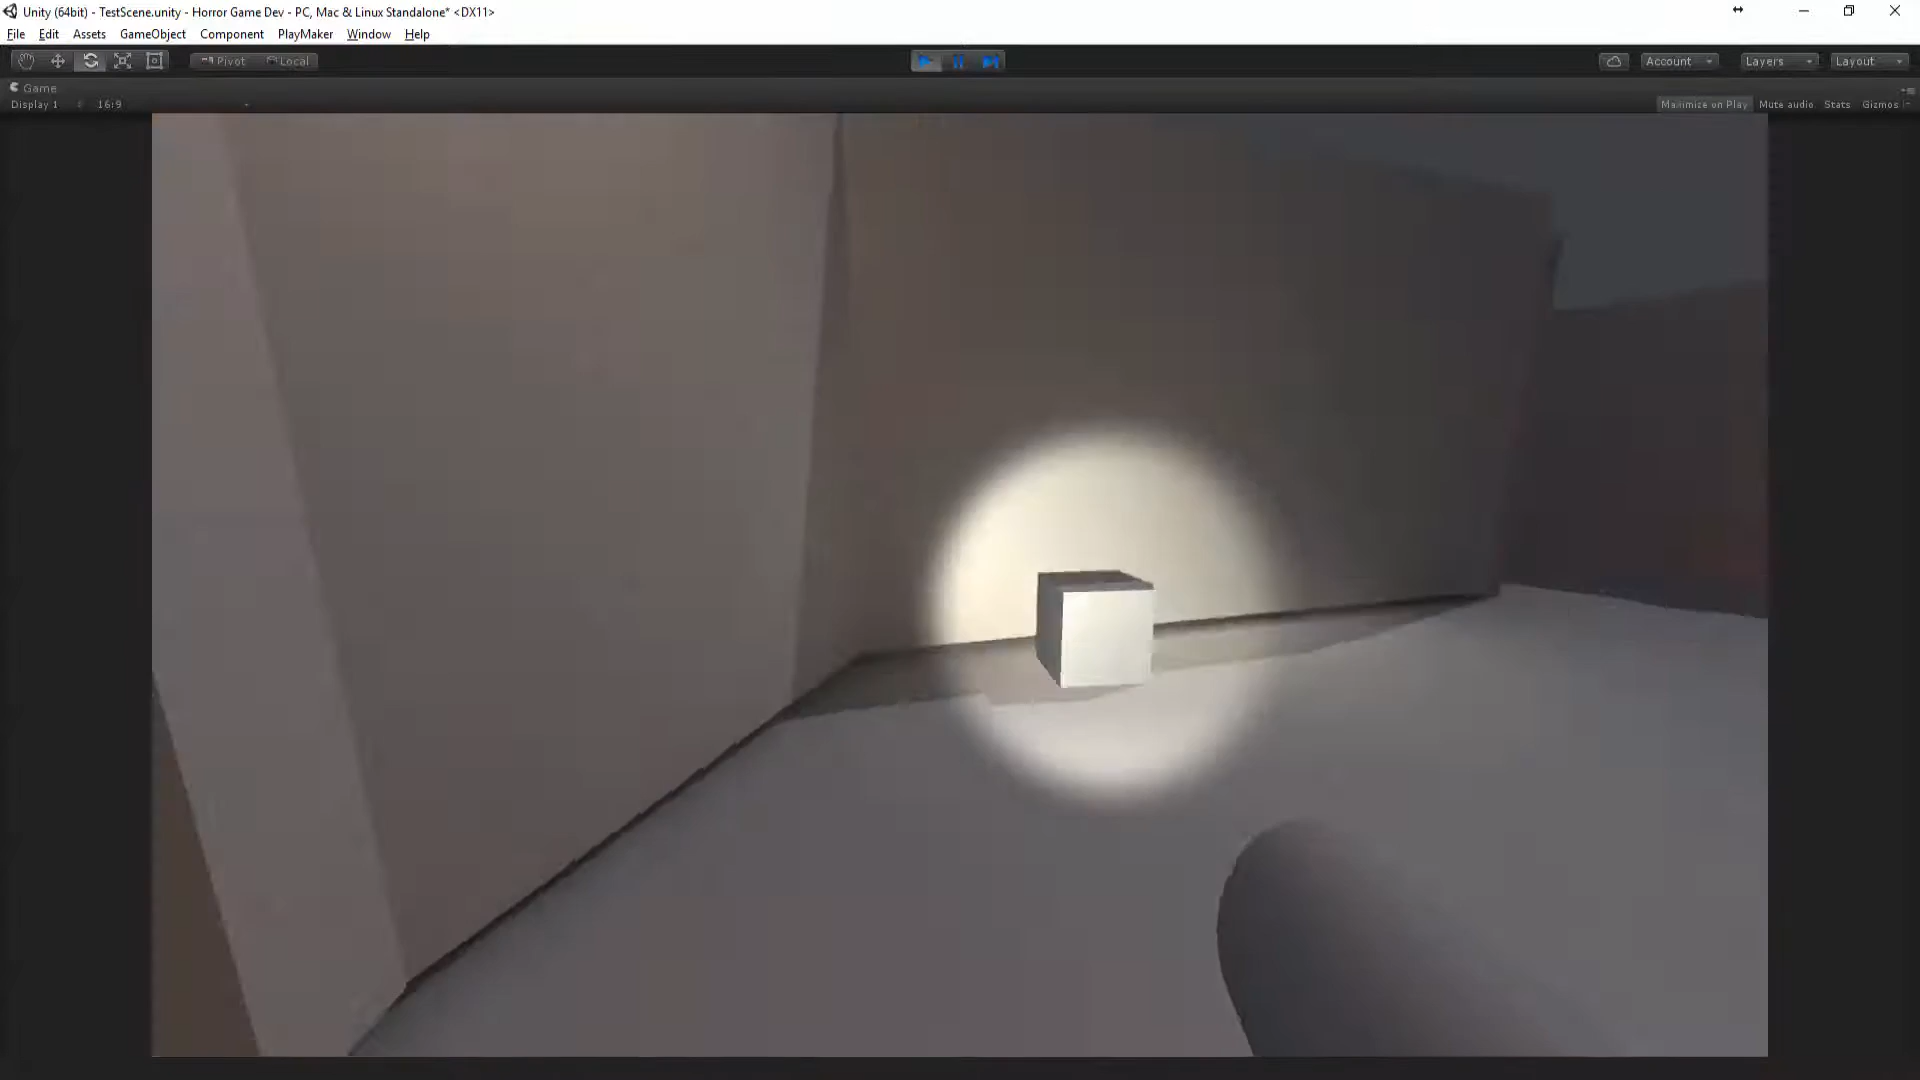 Unity (64bit) - TestScene.unity - Horror Game Dev - PC, Mac & Linux Standalone* <DX11>
File Edit Assets GameObject Component PlayMaker Window Help
Pivot Local Account Layers Layout
Game
Display 1 16:9 Maximize on Play Mute audio Stats Gizmos